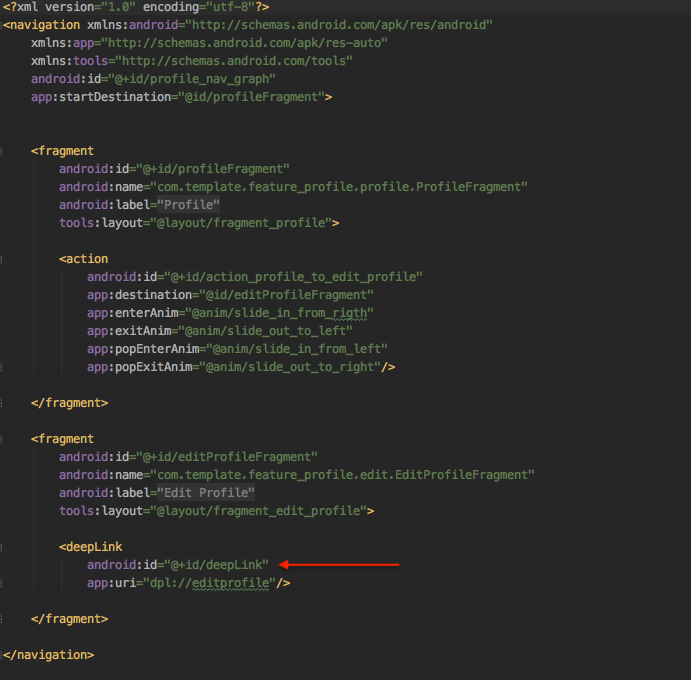 <?xml version="1.0" encoding="utf-8"?>
<navigation xmlns:android="http://schemas.android.com/apk/res/android"
    xmlns:app="http://schemas.android.com/apk/res-auto"
    xmlns:tools="http://schemas.android.com/tools"
    android:id="@+id/profile_nav_graph"
    app:startDestination="@id/profileFragment">
    <fragment
        android:id="@+id/profileFragment"
        android:name="com.template.feature_profile.profile.ProfileFragment"
        android:label="Profile"
        tools:layout="@layout/fragment_profile">
        <action
            android:id="@+id/action_profile_to_edit_profile"
            app:destination="@id/editProfileFragment"
            app:enterAnim="@anim/slide_in_from_rigth"
            app:exitAnim="@anim/slide_out_to_left"
            app:popEnterAnim="@anim/slide_in_from_left"
            app:popExitAnim="@anim/slide_out_to_right"/>
    </fragment>
    <fragment
        android:id="@+id/editProfileFragment"
        android:name="com.template.feature_profile.edit.EditProfileFragment"
        android:label="Edit Profile"
        tools:layout="@layout/fragment_edit_profile">
        <deepLink
            android:id="@+id/deepLink"
            app:uri="dpl://editprofile"/>
    </fragment>
</navigation>